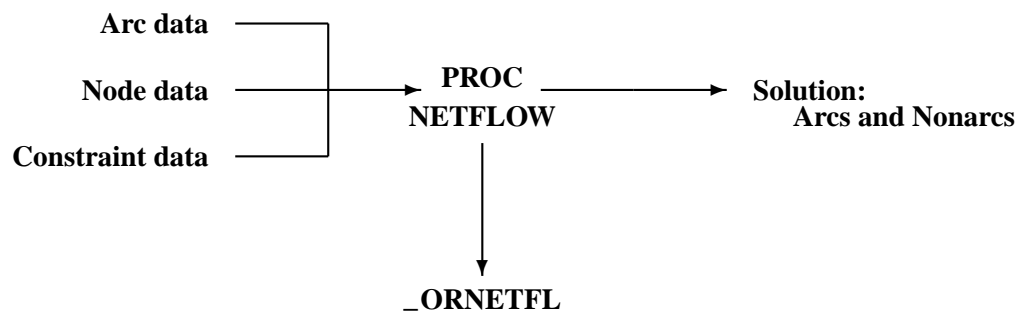 Arc data
Node data
Constraint data
PROC
NETFLOW
Solution:
Arcs and Nonarcs
_ORNETFL